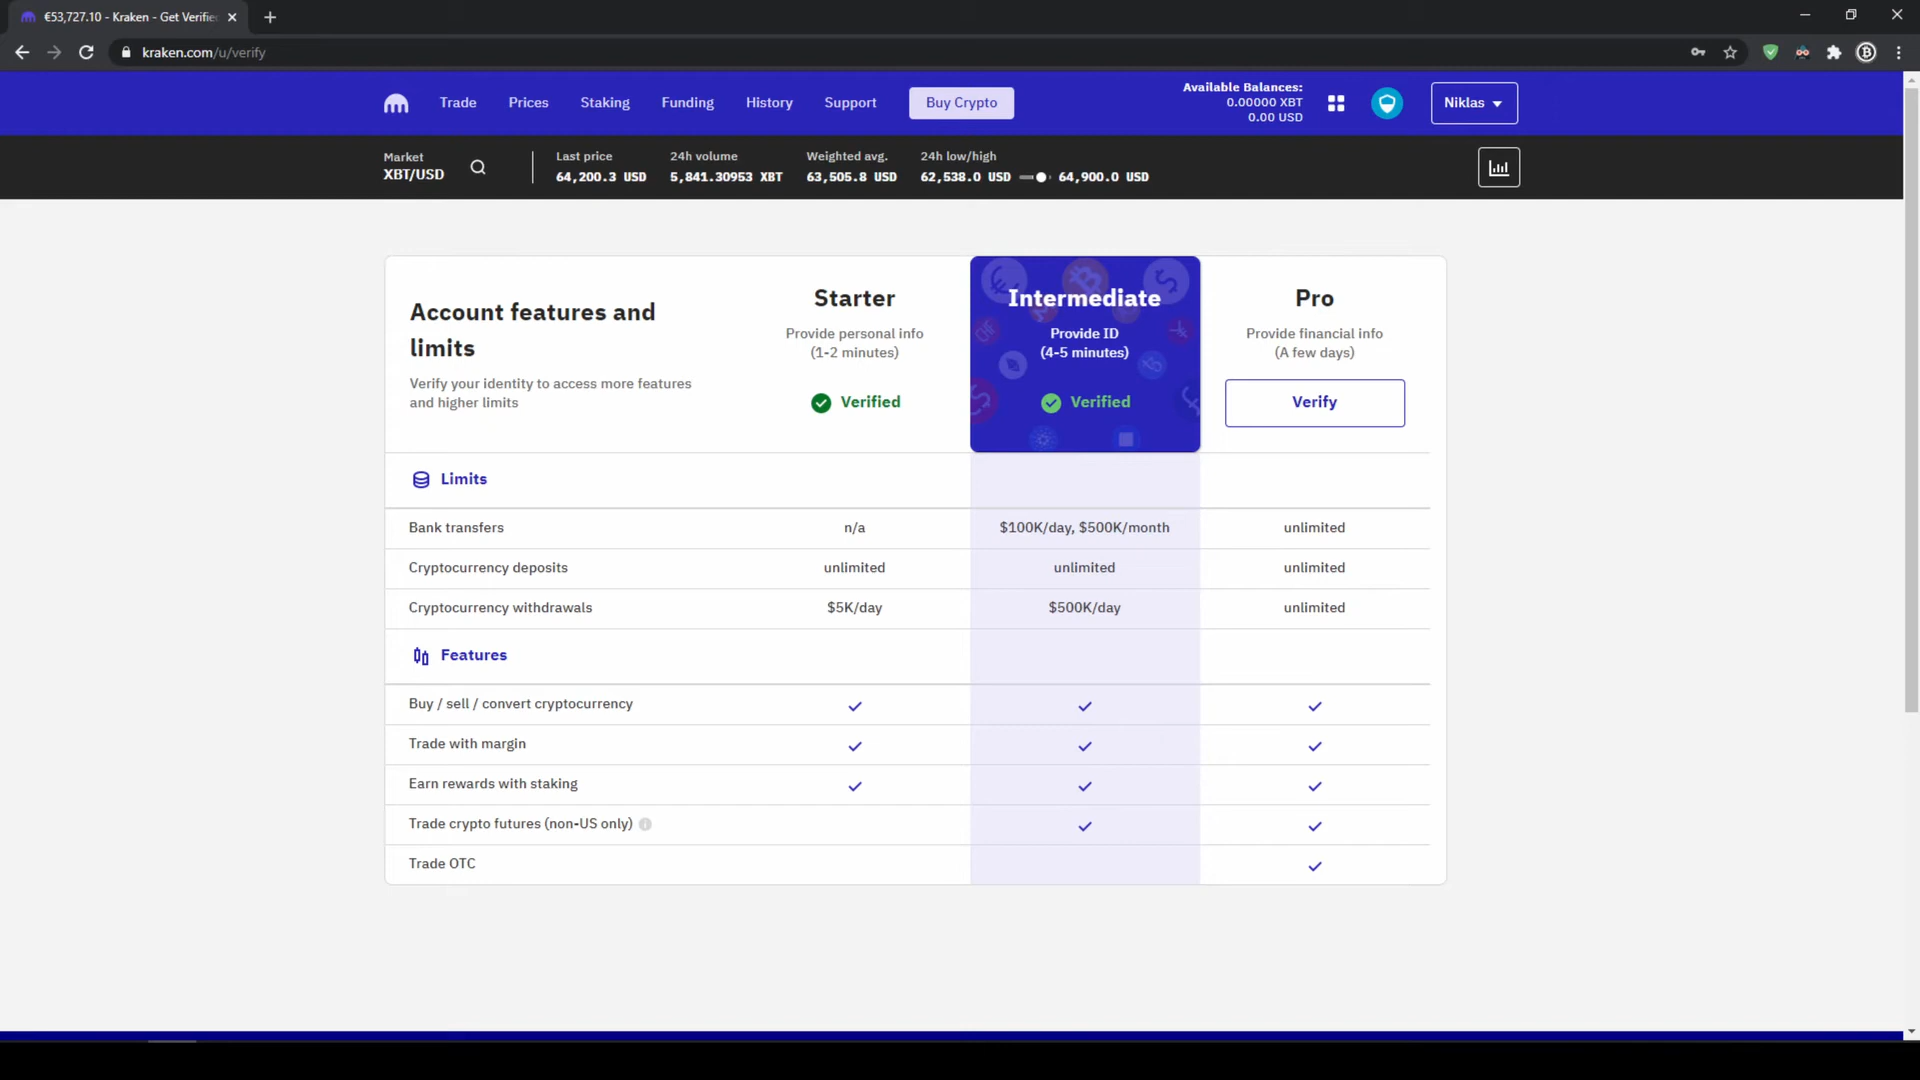 €53,727.10 - Kraken - Get Verifie
kraken.com/u/verify
Trade Prices Staking Funding History Support Buy Crypto
Available Balances:
0.00000 XBT
0.00 USD
Niklas
Market
XBT/USD
Last price
64,200.3 USD
24h volume
5,841.30953 XBT
Weighted avg.
63,505.8 USD
24h low/high
62,538.0 USD 64,900.0 USD
Account features and
limits
Verify your identity to access more features
and higher limits
Starter
Provide personal info
(1-2 minutes)
Verified
Intermediate
Provide ID
(4-5 minutes)
Verified
Pro
Provide financial info
(A few days)
Verify
Limits
Bank transfers n/a $100K/day, $500K/month unlimited
Cryptocurrency deposits unlimited unlimited unlimited
Cryptocurrency withdrawals $5K/day $500K/day unlimited
Features
Buy / sell / convert cryptocurrency
Trade with margin
Earn rewards with staking
Trade crypto futures (non-US only)
Trade OTC